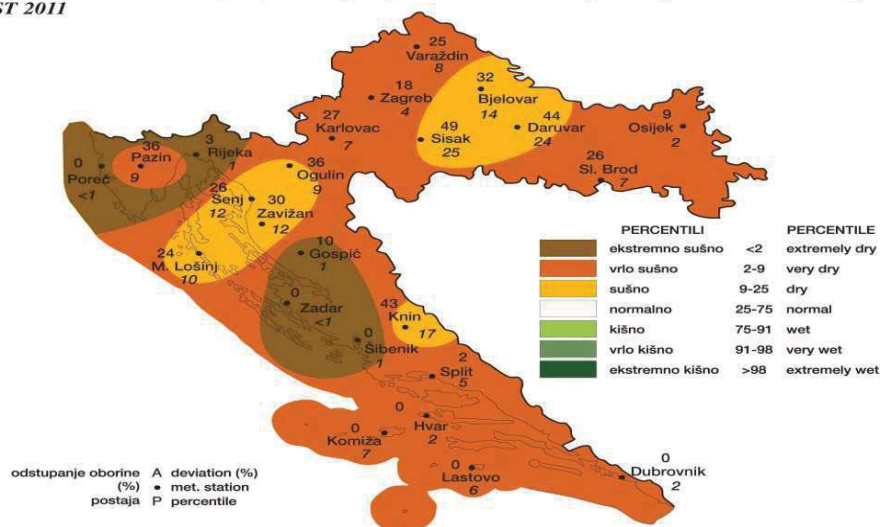 ST 2011
25
Varaždin
8
18
Zagreb
4
32
Bjelovar
14
27
Karlovac
7
49
Sisak
25
44
Daruvar
24
9
Osijek
2
26
Sl. Brod
7
36
Pazin
9
3
Rijeka
1
0
Poreč
<1
36
Ogulin
9
26
Senj
12
30
Zavižan
12
24
M. Lošinj
10
10
Gospić
1
0
Zadar
<1
43
Knin
17
0
Šibenik
1
2
Split
5
0
Hvar
2
0
Komiža
7
0
Lastovo
6
0
Dubrovnik
2
PERCENTILI PERCENTILE
ekstremno sušno <2 extremely dry
vrlo sušno 2-9 very dry
sušno 9-25 dry
normalno 25-75 normal
kišno 75-91 wet
vrlo kišno 91-98 very wet
ekstremno kišno >98 extremely wet
odstupanje oborine A deviation (%)
(%) • met. station
postaja P percentile